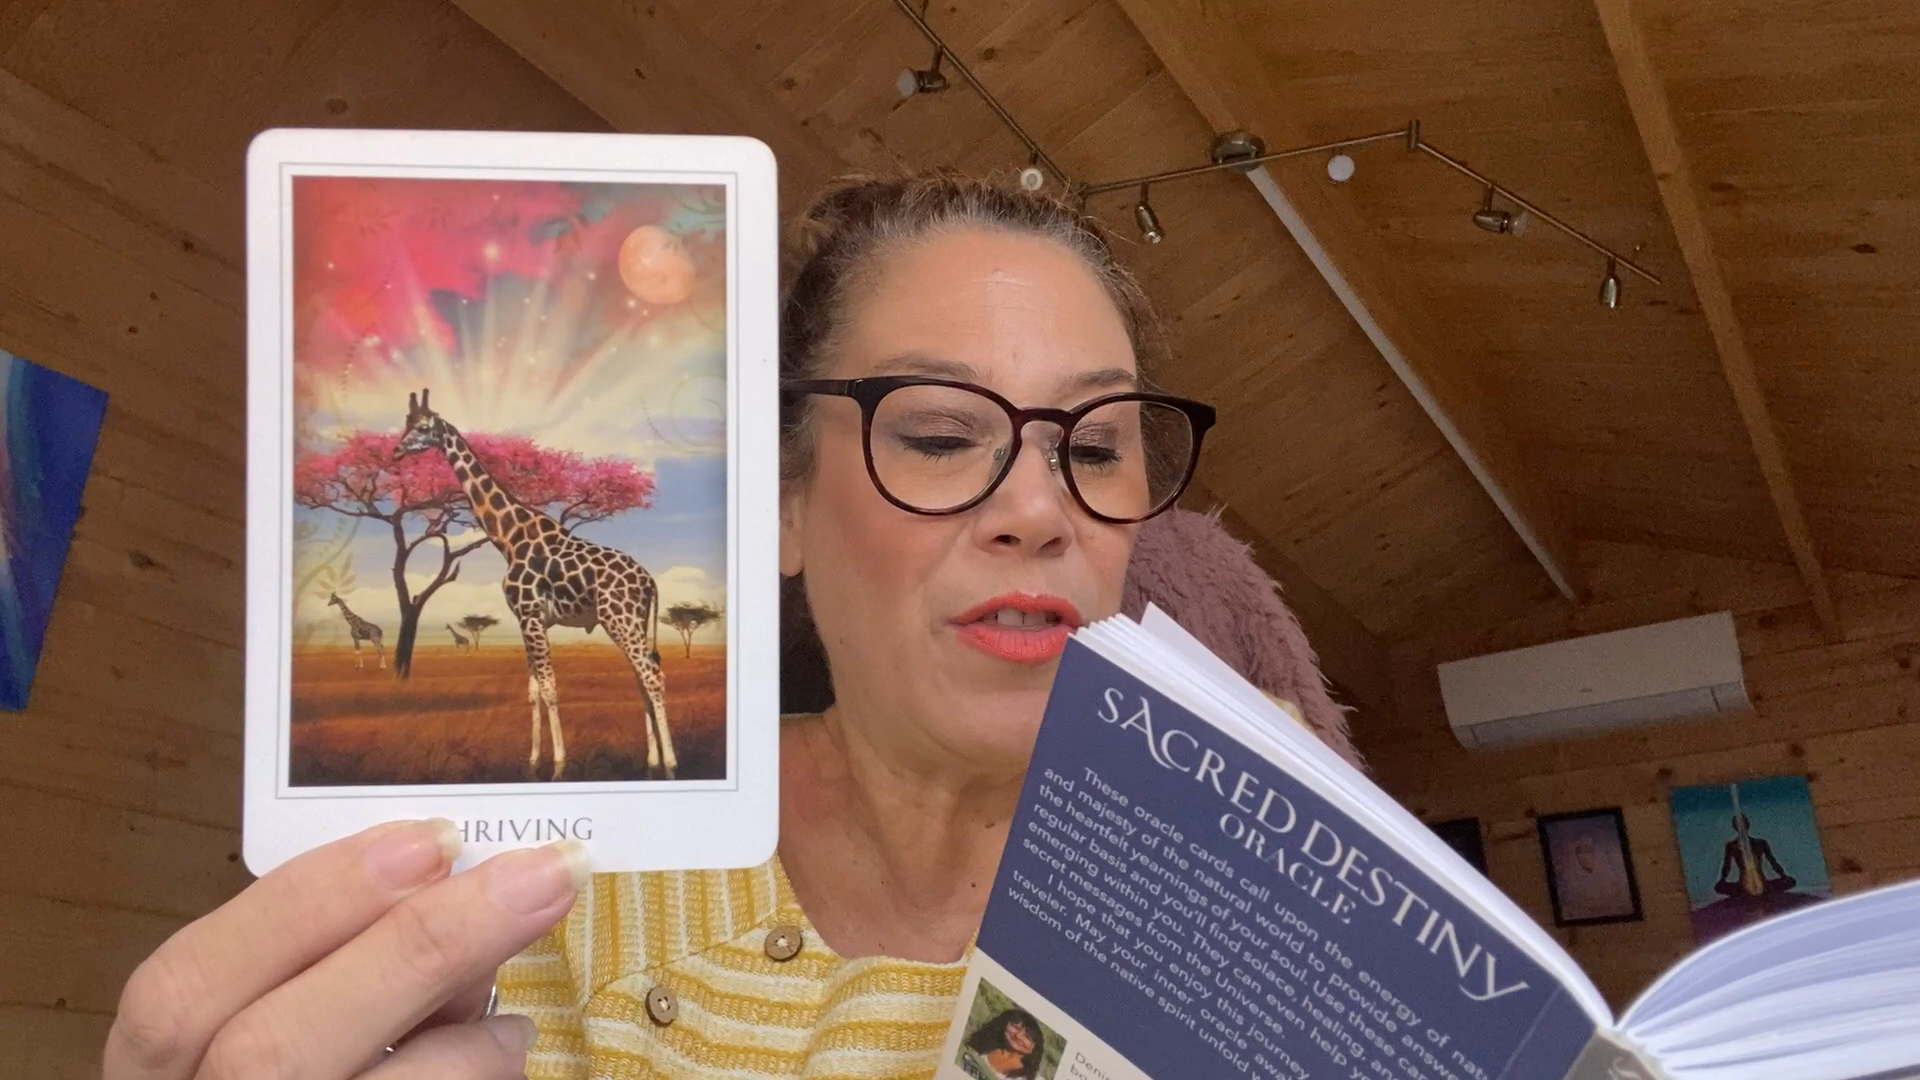 HRIVING
SACRED DESTINY
ORACLE
These oracle cards call upon the energy of
and majesty of the natural world to provide
the heartfelt yearnings of your soul. Use these
regular basis and you'll find solace, healing,
emerging within you. They can even help
secret messages from the Universe.
I hope that you enjoy this journey
traveler. May your inner oracle
wisdom of the native spirit unfold